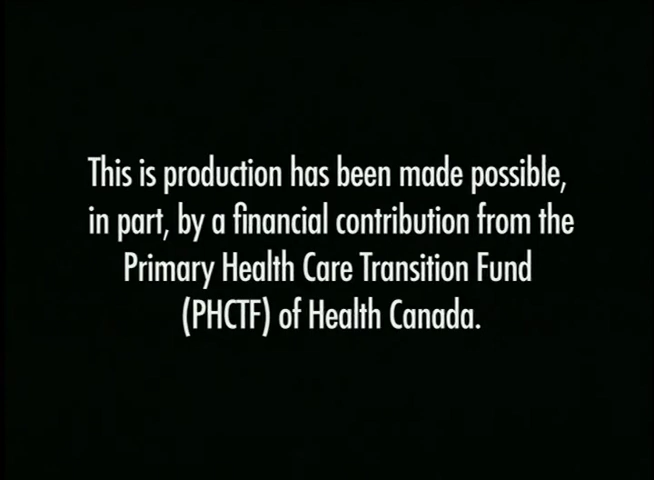 This is production has been made possible,
in part, by a financial contribution from the
Primary Health Care Transition Fund
(PHCTF) of Health Canada.